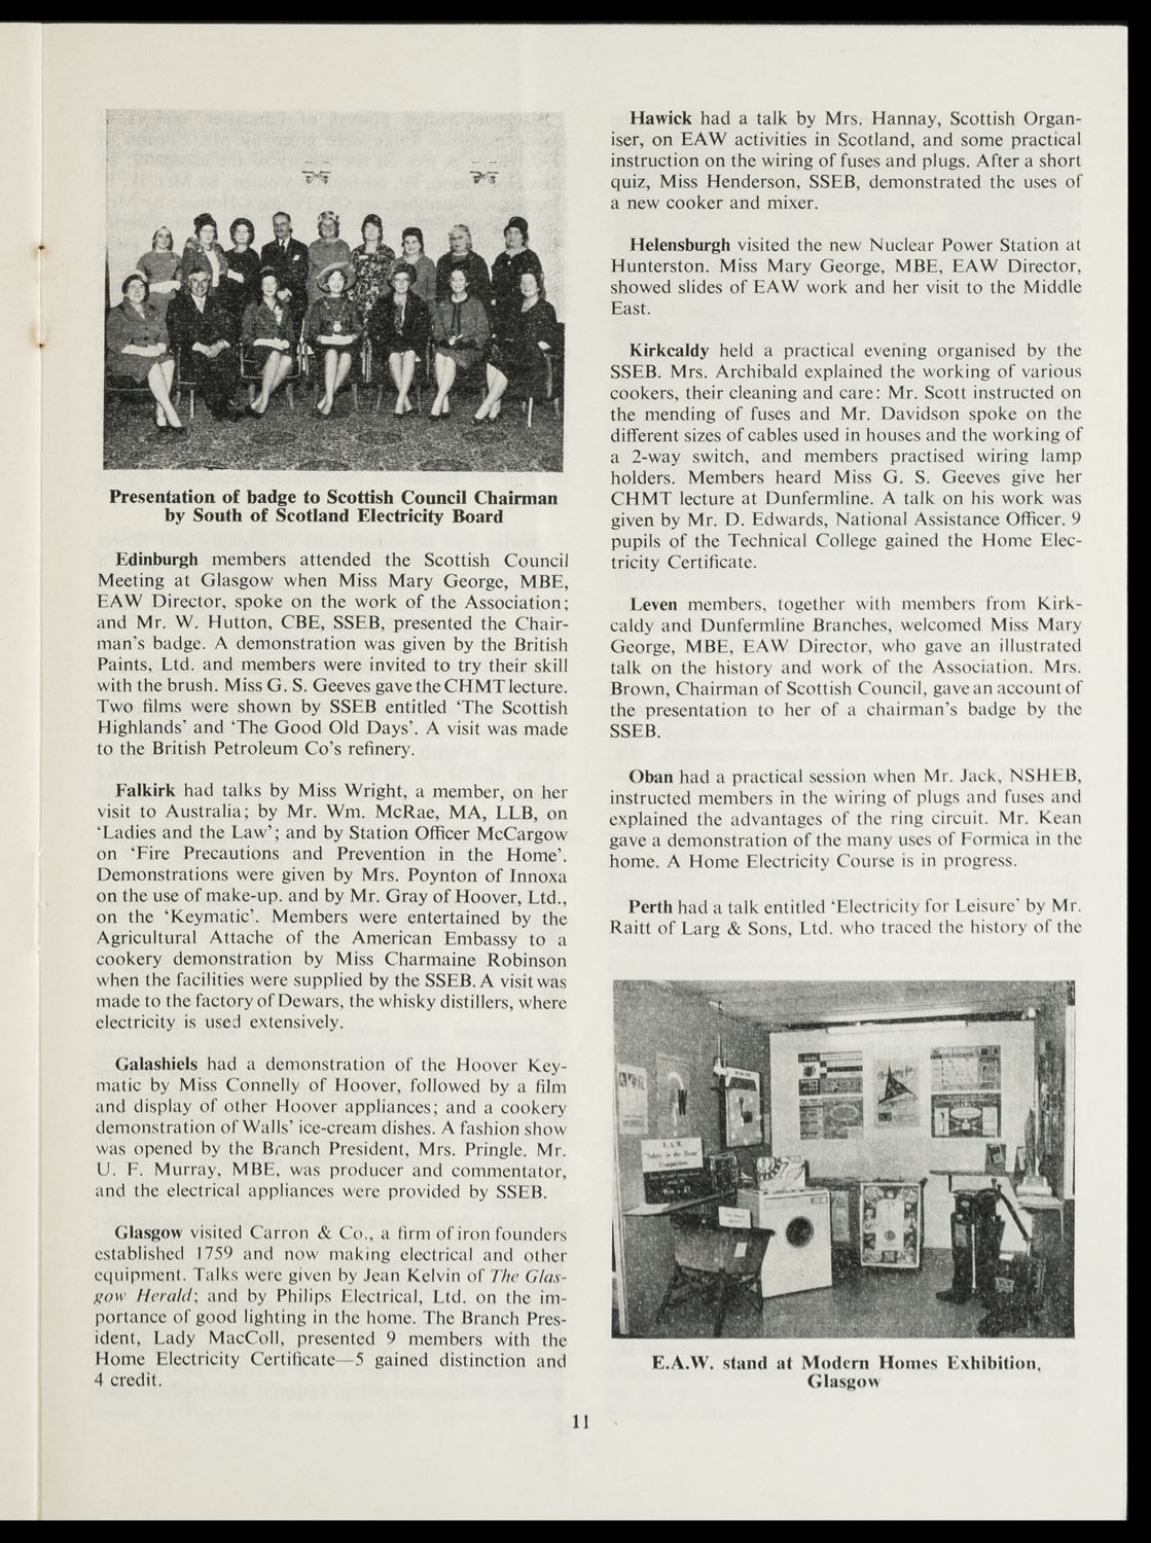 Presentation of badge to Scottish Council Chairman
by South of Scotland Electricity Board
Edinburgh members attended the Scottish Council
Meeting at Glasgow when Miss Mary George, MBE,
EAW Director, spoke on the work of the Association;
and Mr. W. Hutton, CBE, SSEB, presented the Chair-
man's badge. A demonstration was given by the British
Paints, Ltd. and members were invited to try their skill
with the brush. Miss G. S. Geeves gave the CHMT lecture.
Two films were shown by SSEB entitled 'The Scottish
Highlands' and 'The Good Old Days'. A visit was made
to the British Petroleum Co's refinery.
Falkirk had talks by Miss Wright, a member, on her
visit to Australia; by Mr. Wm. McRae, MA, LLB, on
'Ladies and the Law'; and by Station Officer McCargow
on 'Fire Precautions and Prevention in the Home'.
Demonstrations were given by Mrs. Poynton of Innoxa
on the use of make-up. and by Mr. Gray of Hoover, Ltd.,
on the 'Keymatic'. Members were entertained by the
Agricultural Attache of the American Embassy to a
cookery demonstration by Miss Charmaine Robinson
when the facilities were supplied by the SSEB. A visit was
made to the factory of Dewars, the whisky distillers, where
electricity is used extensively.
Galashiels had a demonstration of the Hoover Key-
matic by Miss Connelly of Hoover, followed by a film
and display of other Hoover appliances; and a cookery
demonstration of Walls' ice-cream dishes. A fashion show
was opened by the Branch President, Mrs. Pringle. Mr.
U. F. Murray, MBE, was producer and commentator,
and the electrical appliances were provided by SSEB.
Glasgow visited Carron & Co., a firm of iron founders
established 1759 and now making electrical and other
equipment. Talks were given by Jean Kelvin of The Glas-
gow Herald; and by Philips Electrical, Ltd. on the im-
portance of good lighting in the home. The Branch Pres-
ident, Lady MacColl, presented 9 members with the
Home Electricity Certificate—5 gained distinction and
4 credit.
Hawick had a talk by Mrs. Hannay, Scottish Organ-
iser, on EAW activities in Scotland, and some practical
instruction on the wiring of fuses and plugs. After a short
quiz, Miss Henderson, SSEB, demonstrated the uses of
a new cooker and mixer.
Helensburgh visited the new Nuclear Power Station at
Hunterston. Miss Mary George, MBE, EAW Director,
showed slides of EAW work and her visit to the Middle
East.
Kirkcaldy held a practical evening organised by the
SSEB. Mrs. Archibald explained the working of various
cookers, their cleaning and care: Mr. Scott instructed on
the mending of fuses and Mr. Davidson spoke on the
different sizes of cables used in houses and the working of
a 2-way switch, and members practised wiring lamp
holders. Members heard Miss G. S. Geeves give her
CHMT lecture at Dunfermline. A talk on his work was
given by Mr. D. Edwards, National Assistance Officer. 9
pupils of the Technical College gained the Home Elec-
tricity Certificate.
Leven members, together with members from Kirk-
caldy and Dunfermline Branches, welcomed Miss Mary
George, MBE, EAW Director, who gave an illustrated
talk on the history and work of the Association. Mrs.
Brown, Chairman of Scottish Council, gave an account of
the presentation to her of a chairman's badge by the
SSEB.
Oban had a practical session when Mr. Jack, NSHEB,
instructed members in the wiring of plugs and fuses and
explained the advantages of the ring circuit. Mr. Kean
gave a demonstration of the many uses of Formica in the
home. A Home Electricity Course is in progress.
Perth had a talk entitled 'Electricity for Leisure' by Mr.
Raitt of Larg & Sons, Ltd. who traced the history of the
E.A.W.
Safety in the Home
Competition
E.A.W. stand at Modern Homes Exhibition,
Glasgow
11